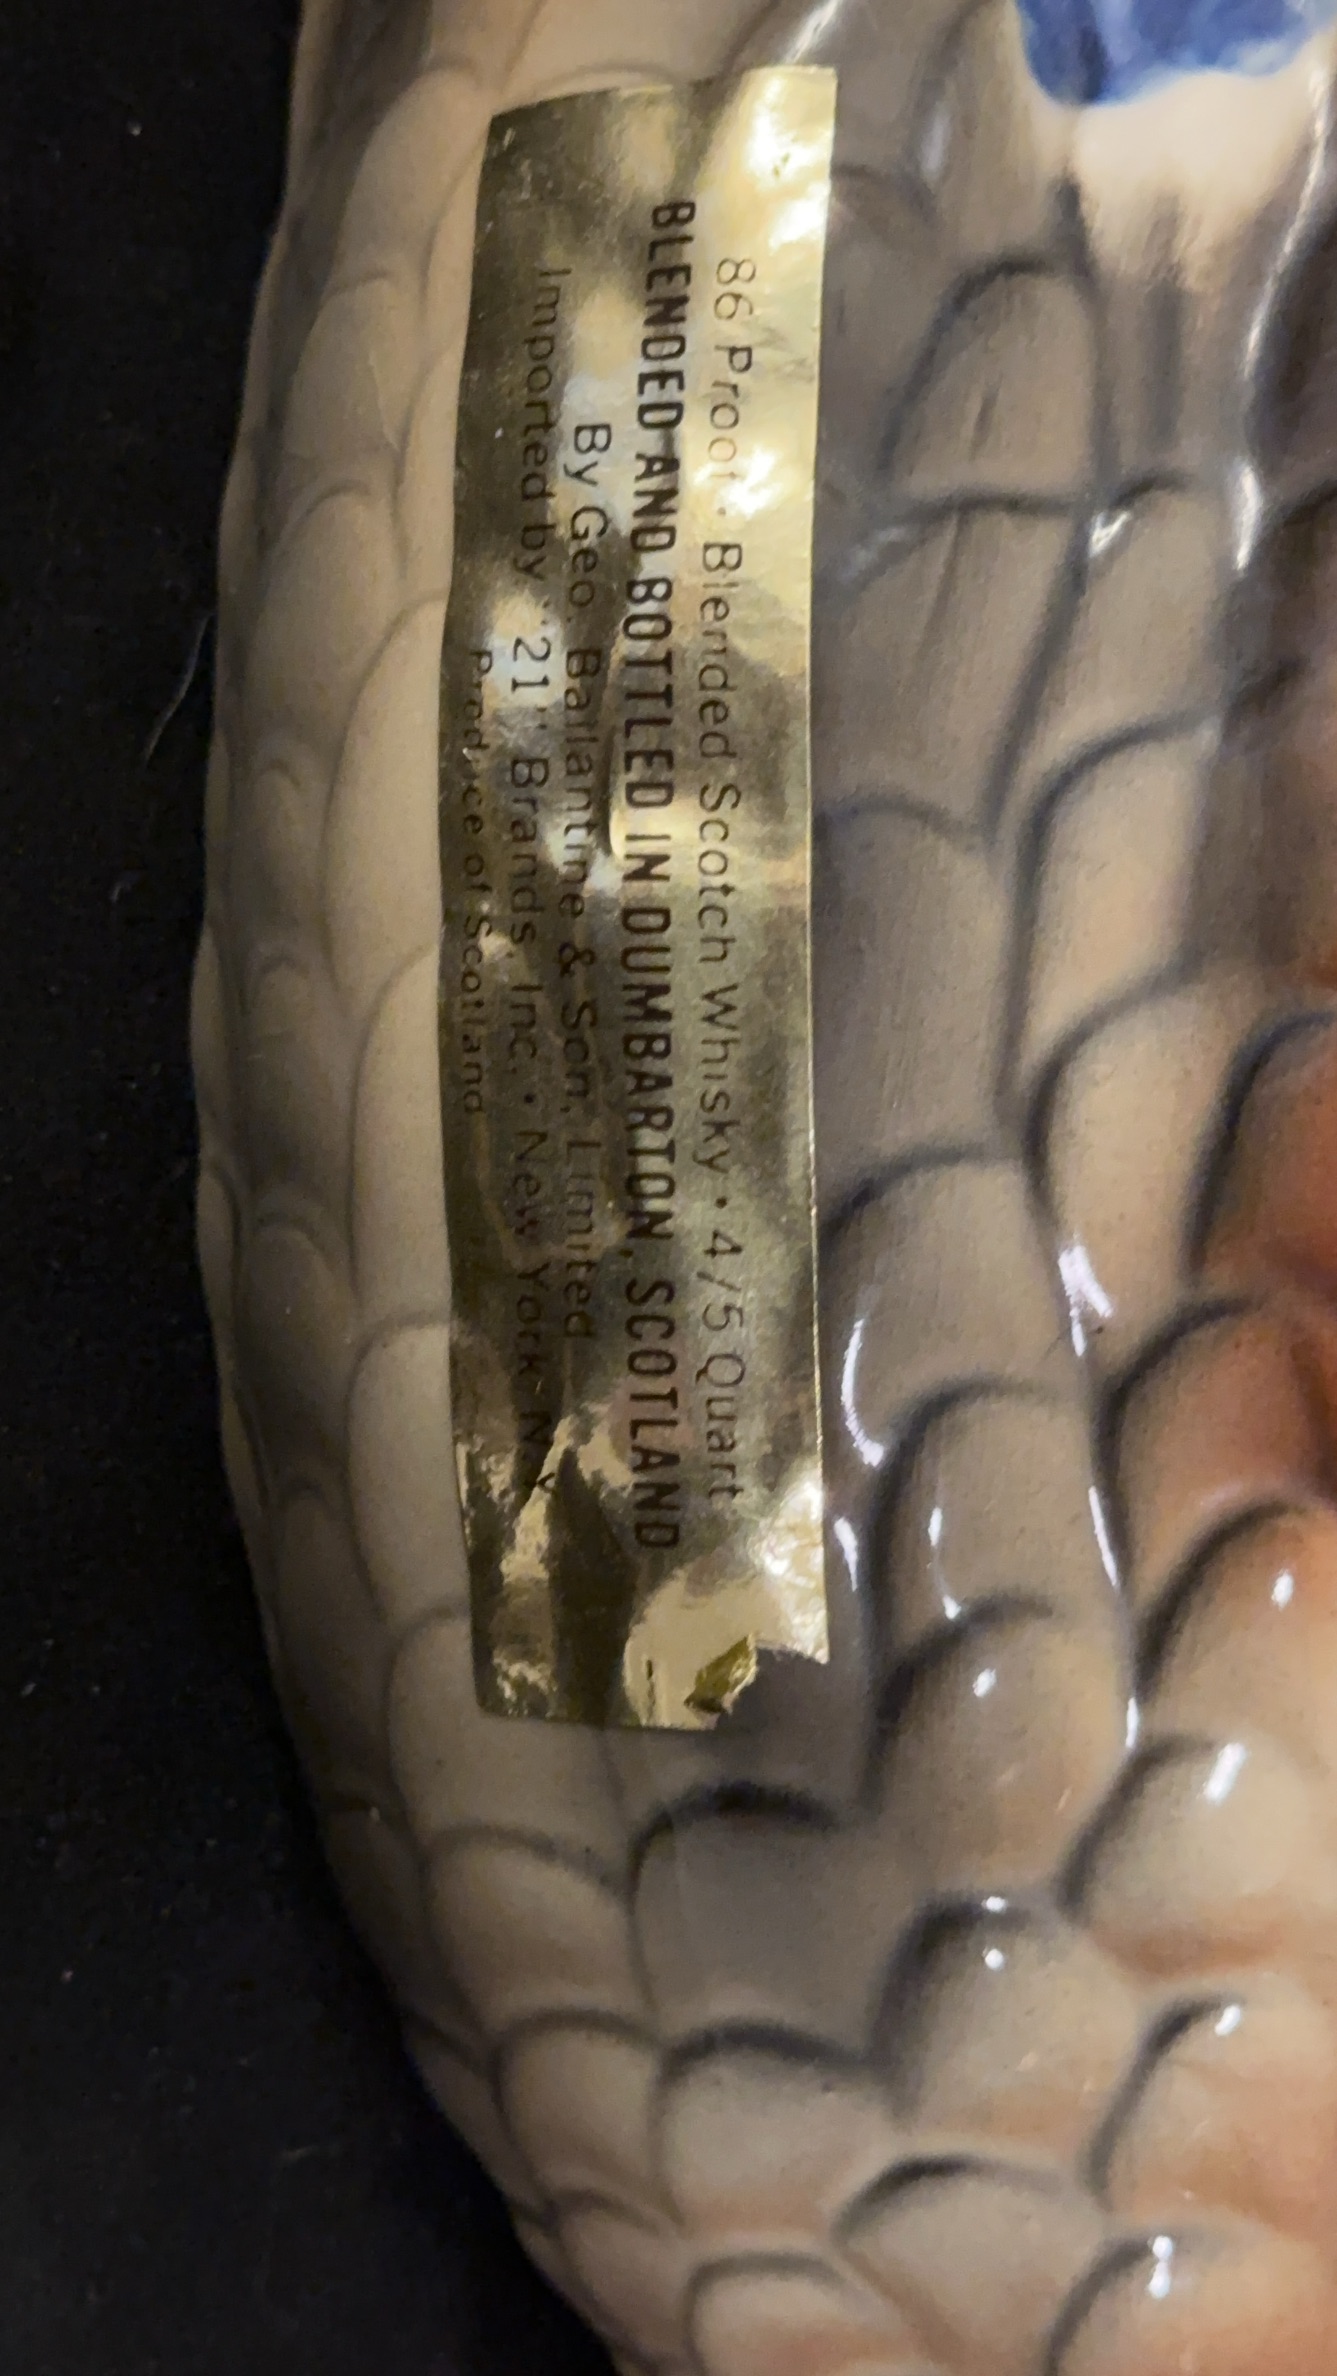 86 Proof • Blended Scotch Whisky • 4/5 Quart
BLENDED AND BOTTLED IN DUMBARTON, SCOTLAND
By Geo. Ballantine & Son, Limited
Imported by "21" Brands, Inc. • New York N.Y.
Produce of Scotland